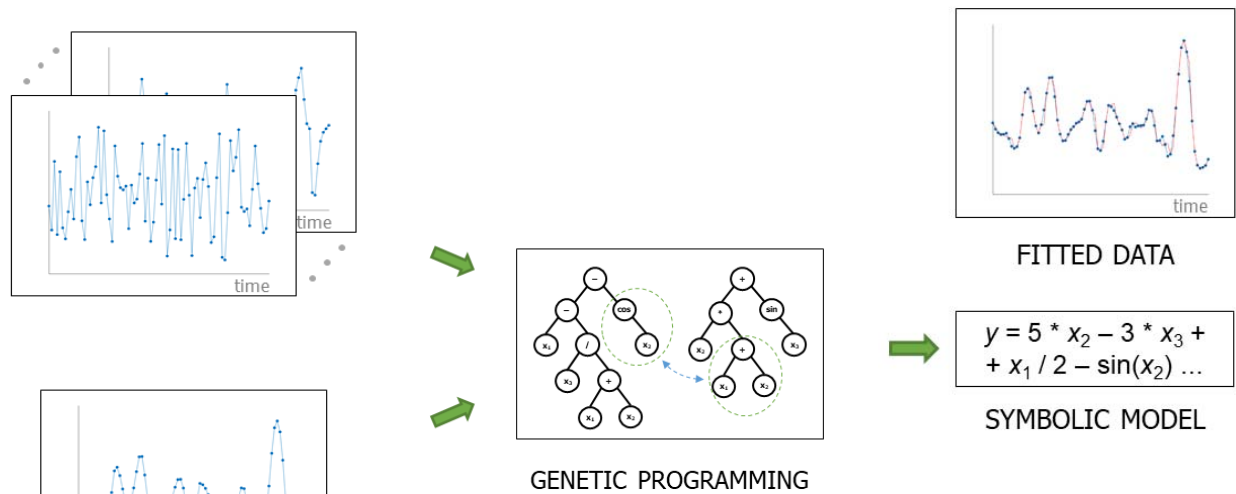 time
time
time
FITTED DATA
−
−
cos
x₁
/
x₂
x₃
+
x₁
x₂
+
*
sin
x₂
+
x₃
x₁
x₂
y = 5 * x₂ – 3 * x₃ +
+ x₁ / 2 – sin(x₂) ...
SYMBOLIC MODEL
GENETIC PROGRAMMING